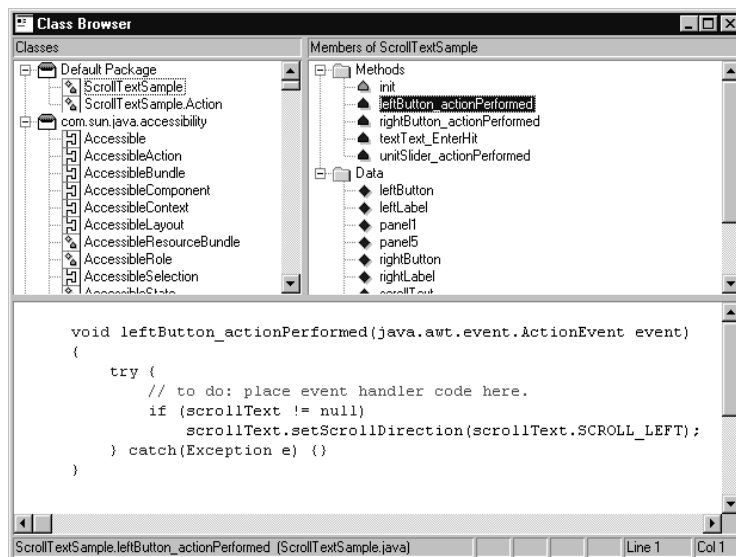 Class Browser
Classes
Default Package
ScrollTextSample
ScrollTextSample.Action
com.sun.java.accessibility
Accessible
AccessibleAction
AccessibleBundle
AccessibleComponent
AccessibleContext
AccessibleLayout
AccessibleResourceBundle
AccessibleRole
AccessibleSelection
AccessibleState
Members of ScrollTextSample
Methods
init
leftButton_actionPerformed
rightButton_actionPerformed
textText_EnterHit
unitSlider_actionPerformed
Data
leftButton
leftLabel
panel1
panel5
rightButton
rightLabel
scrollText
void leftButton_actionPerformed(java.awt.event.ActionEvent event)
{
try {
// to do: place event handler code here.
if (scrollText != null)
scrollText.setScrollDirection(scrollText.SCROLL_LEFT);
} catch(Exception e) {}
}
ScrollTextSample.leftButton_actionPerformed (ScrollTextSample.java)
Line 1
Col 1